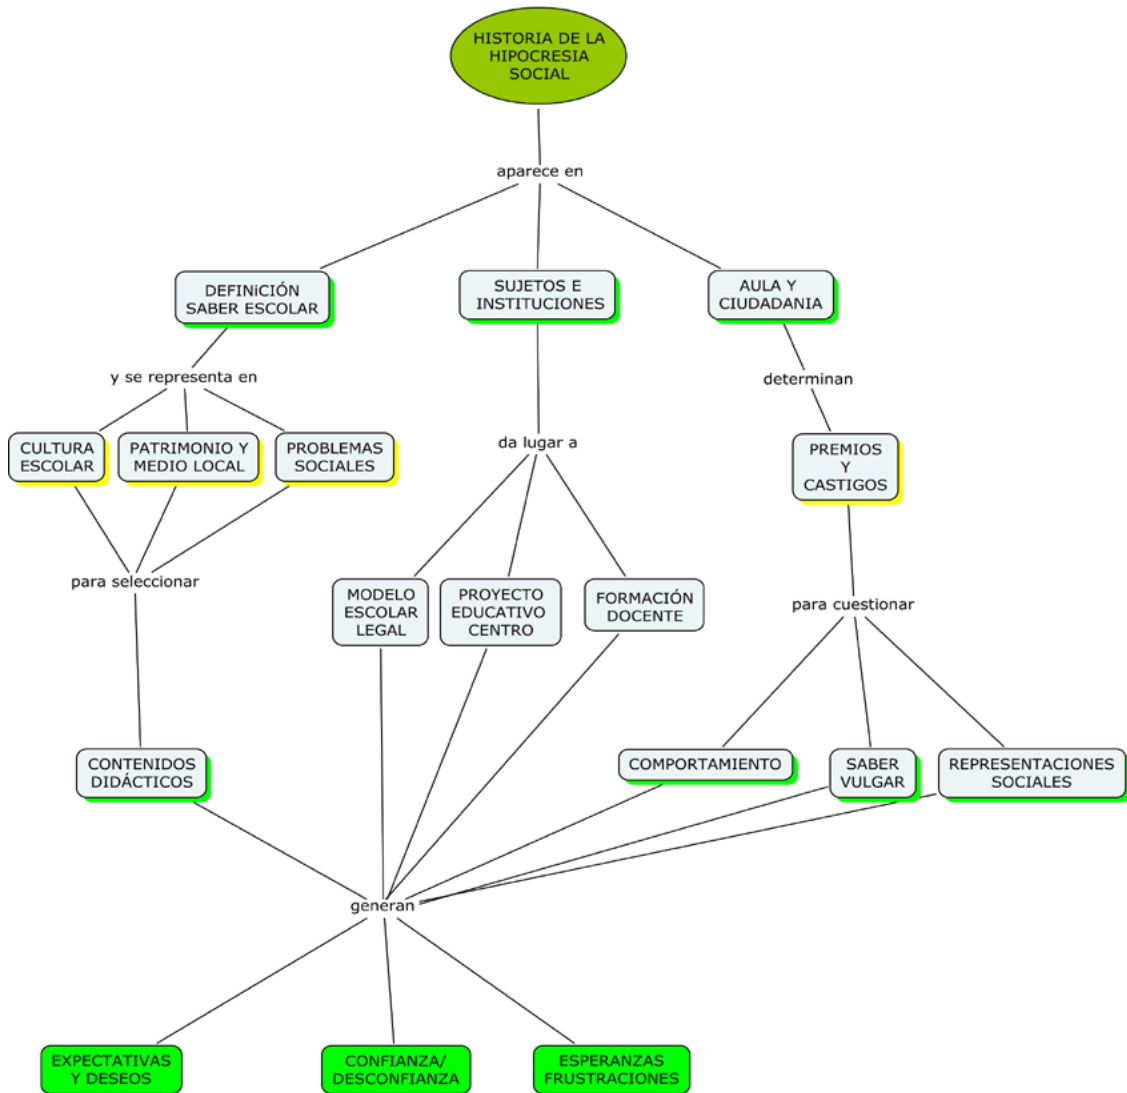 HISTORIA DE LA
HIPOCRESIA
SOCIAL
aparece en
DEFINiCIÓN
SABER ESCOLAR
SUJETOS E
INSTITUCIONES
AULA Y
CIUDADANIA
y se representa en
determinan
CULTURA
ESCOLAR
PATRIMONIO Y
MEDIO LOCAL
PROBLEMAS
SOCIALES
da lugar a
PREMIOS
Y
CASTIGOS
para seleccionar
MODELO
ESCOLAR
LEGAL
PROYECTO
EDUCATIVO
CENTRO
FORMACIÓN
DOCENTE
para cuestionar
CONTENIDOS
DIDÁCTICOS
COMPORTAMIENTO
SABER
VULGAR
REPRESENTACIONES
SOCIALES
generan
EXPECTATIVAS
Y DESEOS
CONFIANZA/
DESCONFIANZA
ESPERANZAS
FRUSTRACIONES